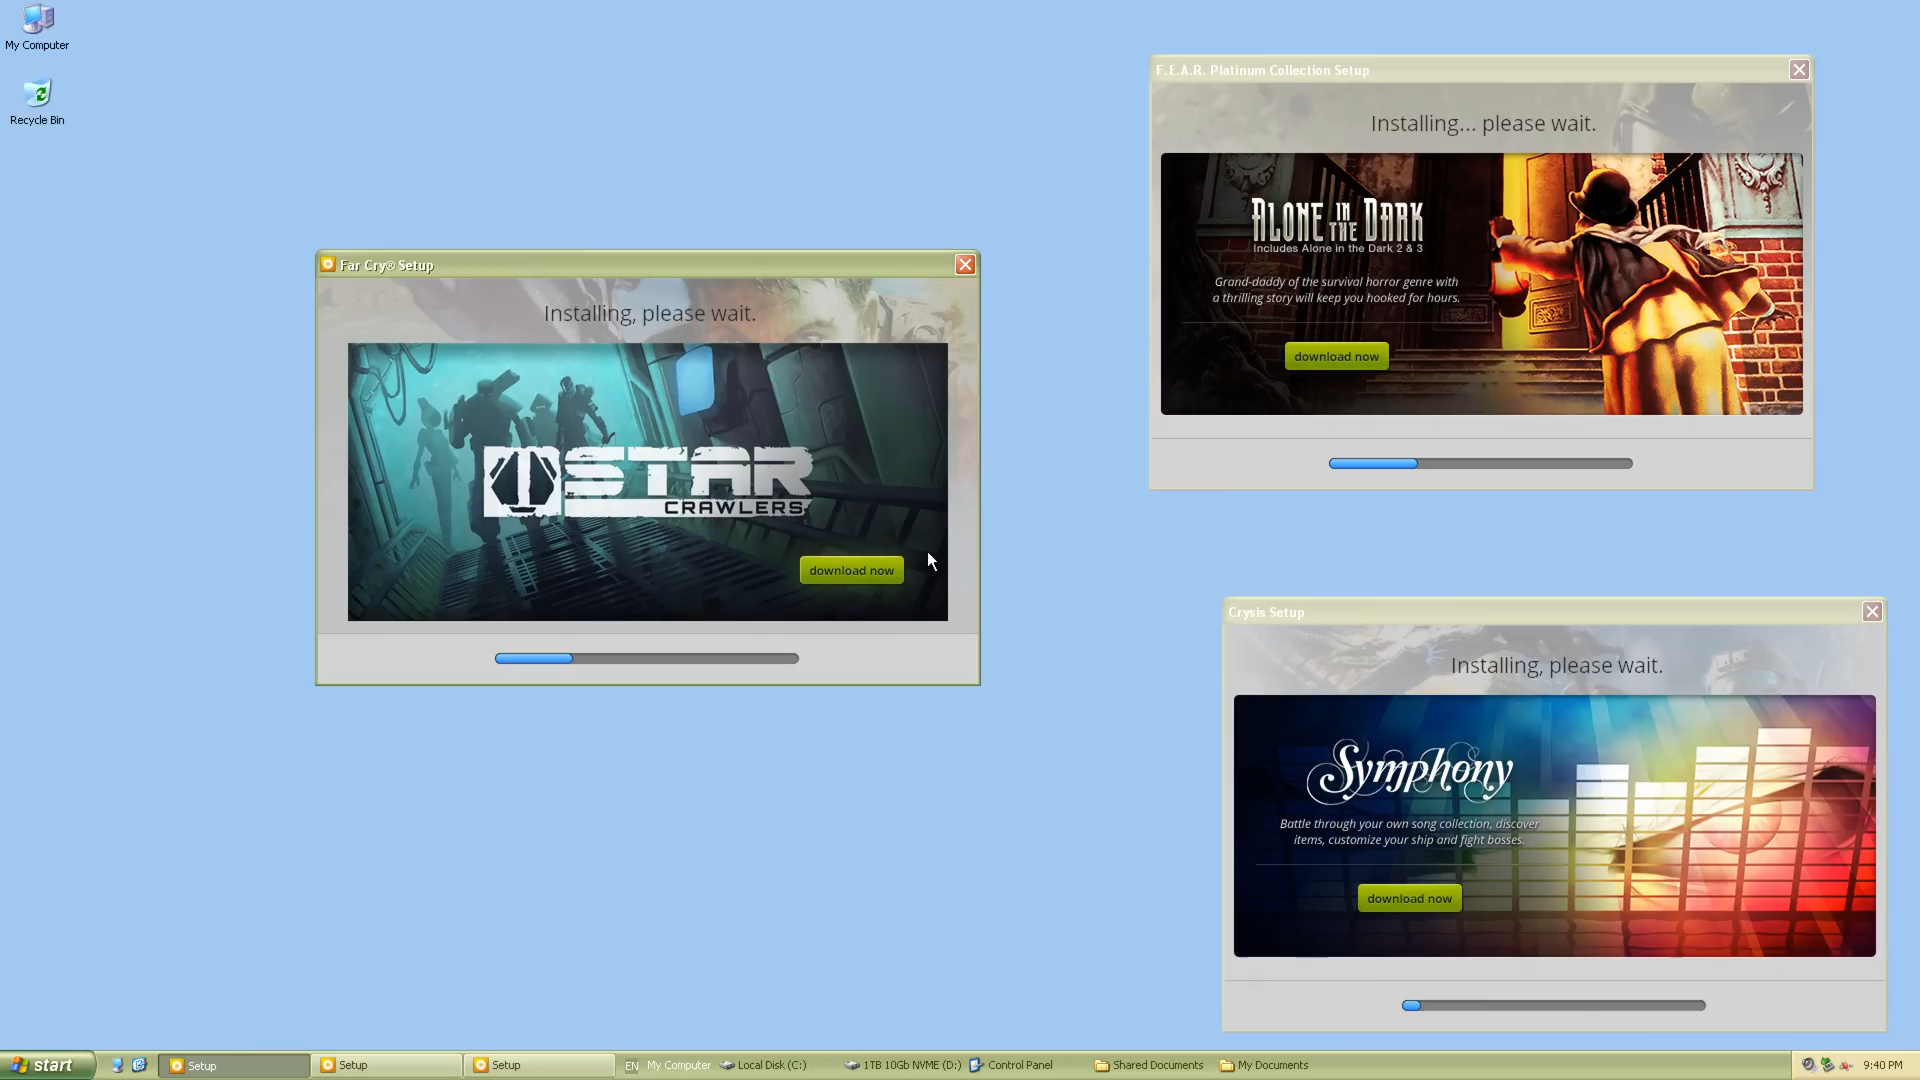 My Computer
Recycle Bin
F.E.A.R. Platinum Collection Setup
Installing... please wait.
ALONE IN THE DARK
Includes Alone in the Dark 2 & 3
Grand-daddy of the survival horror genre with
a thrilling story will keep you hooked for hours.
download now
Far Cry® Setup
Installing, please wait.
STAR
CRAWLERS
download now
Crysis Setup
Installing, please wait.
Symphony
Battle through your own song collection, discover
items, customize your ship and fight bosses.
download now
start
Setup
Setup
Setup
EN
My Computer
Local Disk (C:)
1TB 10Gb NVME (D:)
Control Panel
Shared Documents
My Documents
9:40 PM